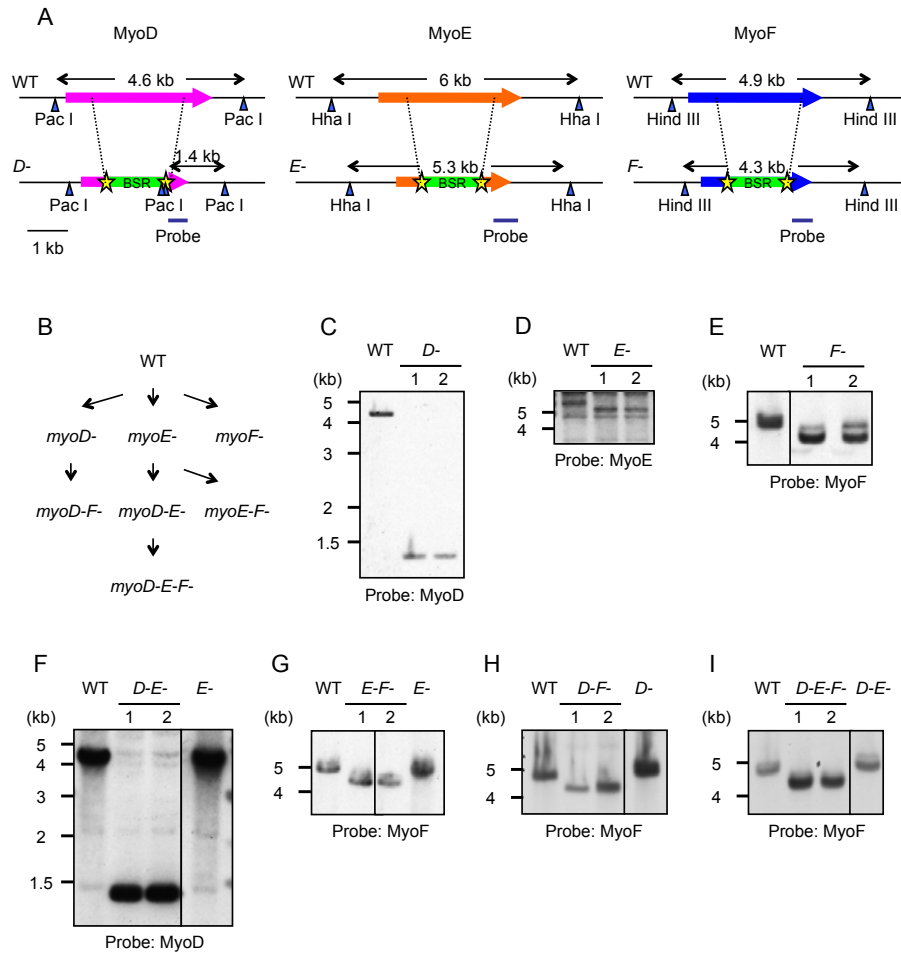 A
MyoD MyoE MyoF
WT 4.6 kb WT 6 kb WT 4.9 kb
Pac I Pac I Hha I Hha I Hind III Hind III
D- 1.4 kb E- 5.3 kb F- 4.3 kb
BSR BSR BSR
Pac I Pac I Pac I Hha I Hha I Hind III Hind III
Probe Probe Probe
1 kb
B
WT
myoD- myoE- myoF-
myoD-F- myoD-E- myoE-F-
myoD-E-F-
C
WT D-
(kb) 1 2
5
4
3
2
1.5
Probe: MyoD
D
WT E-
(kb) 1 2
5
4
Probe: MyoE
E
WT F-
(kb) 1 2
5
4
Probe: MyoF
F
WT D-E- E-
(kb) 1 2
5
4
3
2
1.5
Probe: MyoD
G
WT E-F- E-
(kb) 1 2
5
4
Probe: MyoF
H
WT D-F- D-
(kb) 1 2
5
4
Probe: MyoF
I
WT D-E-F- D-E-
(kb) 1 2
5
4
Probe: MyoF